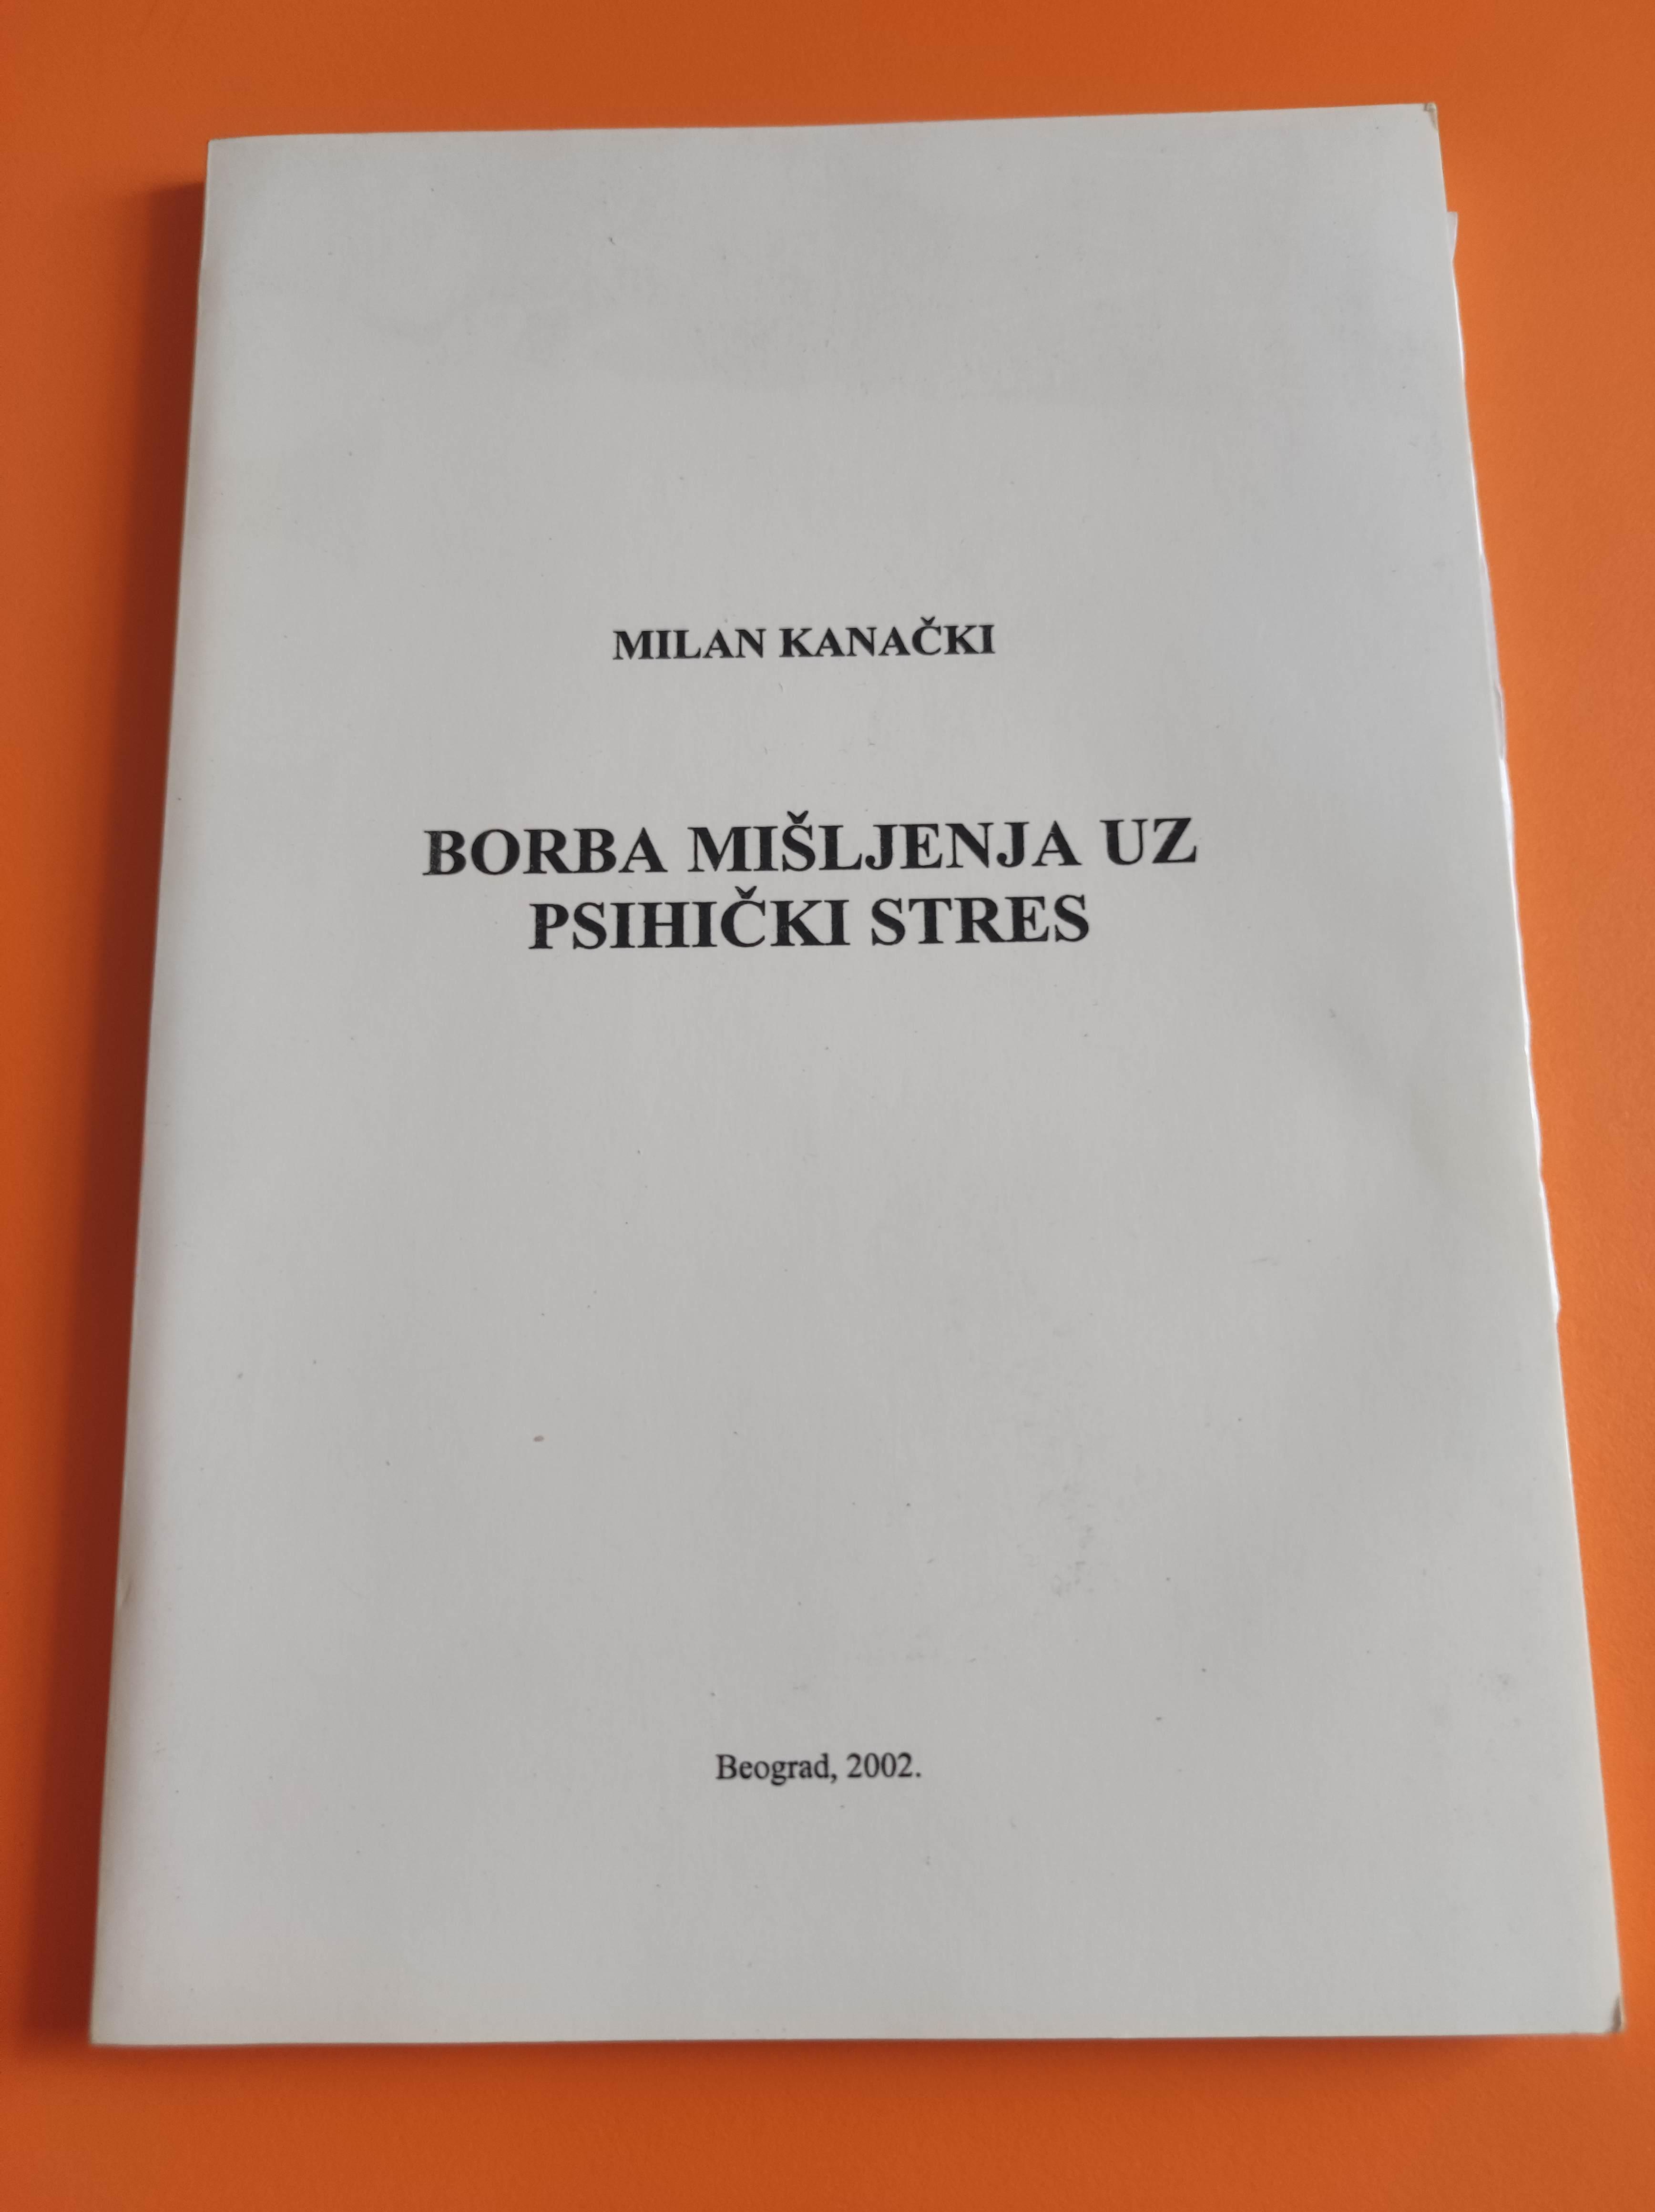 MILAN KANAČKI
BORBA MIŠLJENJA UZ
PSIHIČKI STRES
Beograd, 2002.